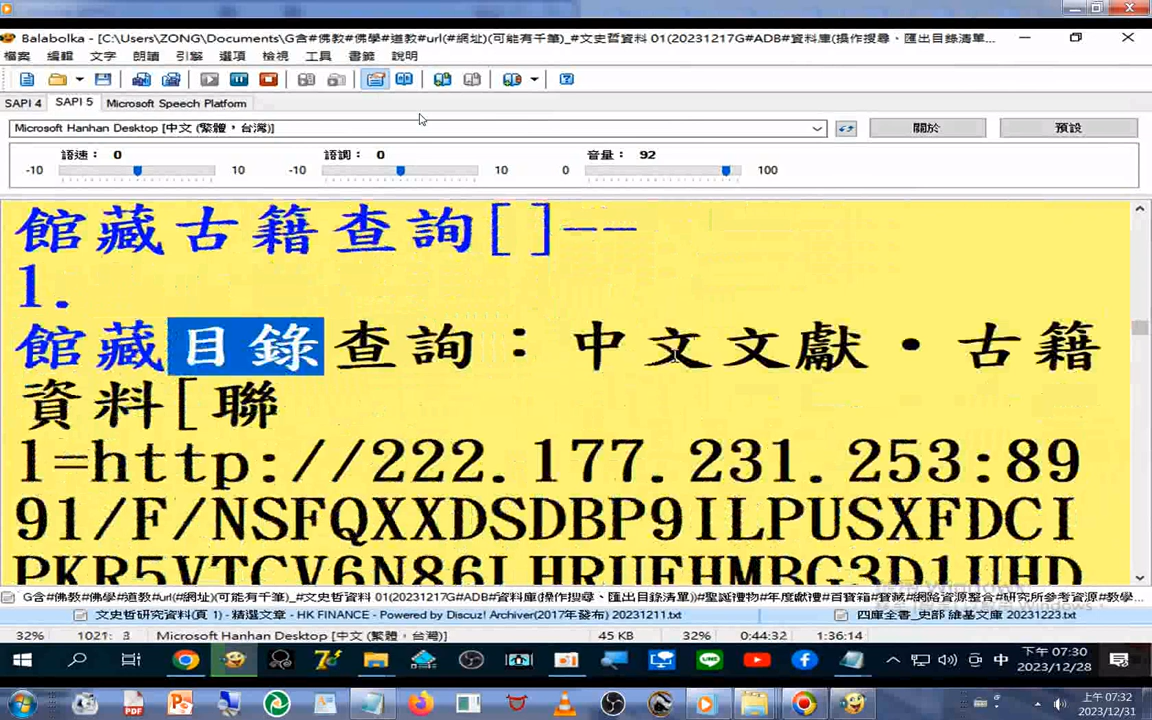 Balabolka - [C:\Users\ZONG\Documents\G含#佛教#佛學#道教#url(#網址)(可能有千筆)_#文史哲資料 01(20231217G#ADB#資料庫(操作搜尋、匯出目錄清單...
檔案 編輯 文字 朗讀 引擎 選項 檢視 工具 書籤 說明
SAPI 4 SAPI 5 Microsoft Speech Platform
Microsoft Hanhan Desktop [中文 (繁體，台灣)] 關於 預設
語速： 0 語調： 0 音量： 92
-10 10 -10 10 0 100
館藏古籍查詢[]--
1.
館藏目錄查詢：中文文獻·古籍
資料[聯
l=http://222.177.231.253:89
91/F/NSFQXXDSDBP9ILPUSXFDCI
PKR5VTCV6N86LHRUFHMBG3D1UHD
G含#佛教#佛學#道教#url(#網址)(可能有千筆)_#文史哲資料 01(20231217G#ADB#資料庫(操作搜尋、匯出目錄清單))#聖誕禮物#年度獻禮#百寶箱#寶藏#網路資源整合#研究所參考資源#教學...
文史哲研究資料(頁 1) - 精選文章 - HK FINANCE - Powered by Discuz! Archiver(2017年發布) 20231211.txt 四庫全書_史部 維基文庫 20231223.txt
32% 1021: 3 Microsoft Hanhan Desktop [中文 (繁體，台灣)] 45 KB 32% 0:44:32 1:36:14
中 下午 07:30
2023/12/28
上午 07:32
2023/12/31